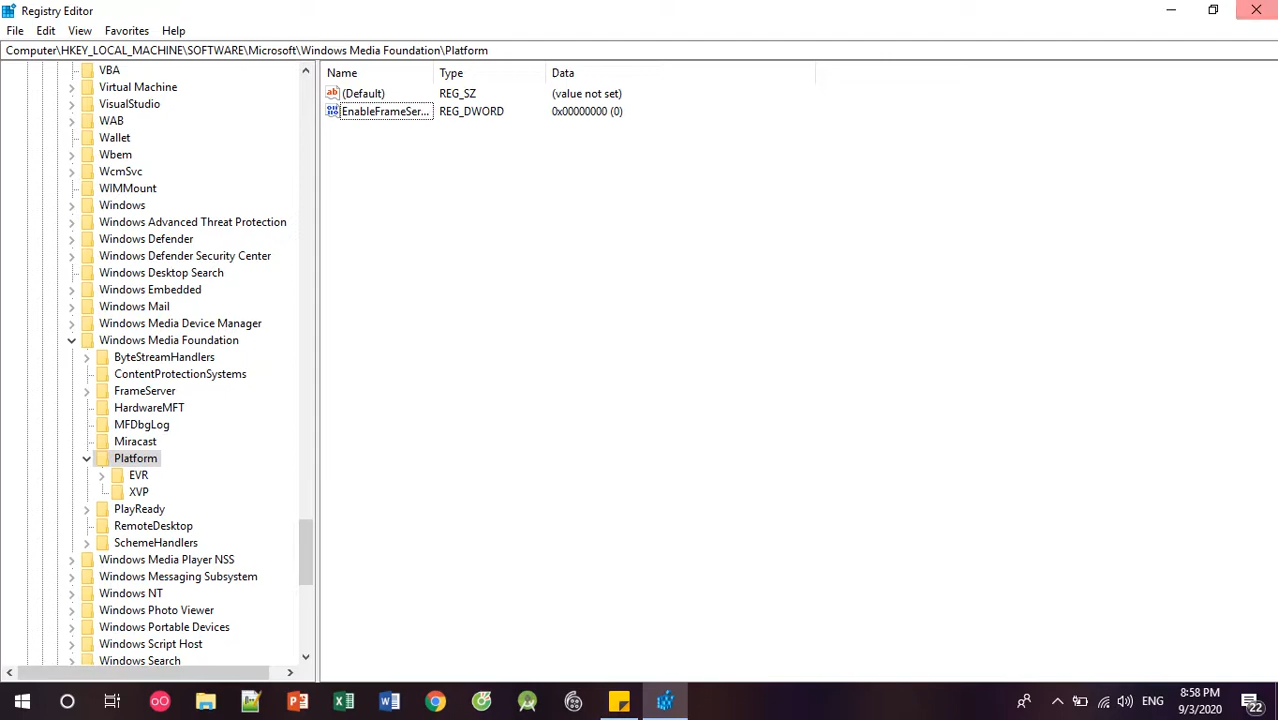 Registry Editor
File Edit View Favorites Help
Computer\HKEY_LOCAL_MACHINE\SOFTWARE\Microsoft\Windows Media Foundation\Platform
VBA
Virtual Machine
VisualStudio
WAB
Wallet
Wbem
WcmSvc
WIMMount
Windows
Windows Advanced Threat Protection
Windows Defender
Windows Defender Security Center
Windows Desktop Search
Windows Embedded
Windows Mail
Windows Media Device Manager
Windows Media Foundation
ByteStreamHandlers
ContentProtectionSystems
FrameServer
HardwareMFT
MFDbgLog
Miracast
Platform
EVR
XVP
PlayReady
RemoteDesktop
SchemeHandlers
Windows Media Player NSS
Windows Messaging Subsystem
Windows NT
Windows Photo Viewer
Windows Portable Devices
Windows Script Host
Windows Search
Name Type Data
ab (Default) REG_SZ (value not set)
EnableFrameSer... REG_DWORD 0x00000000 (0)
ENG
8:58 PM
9/3/2020
22